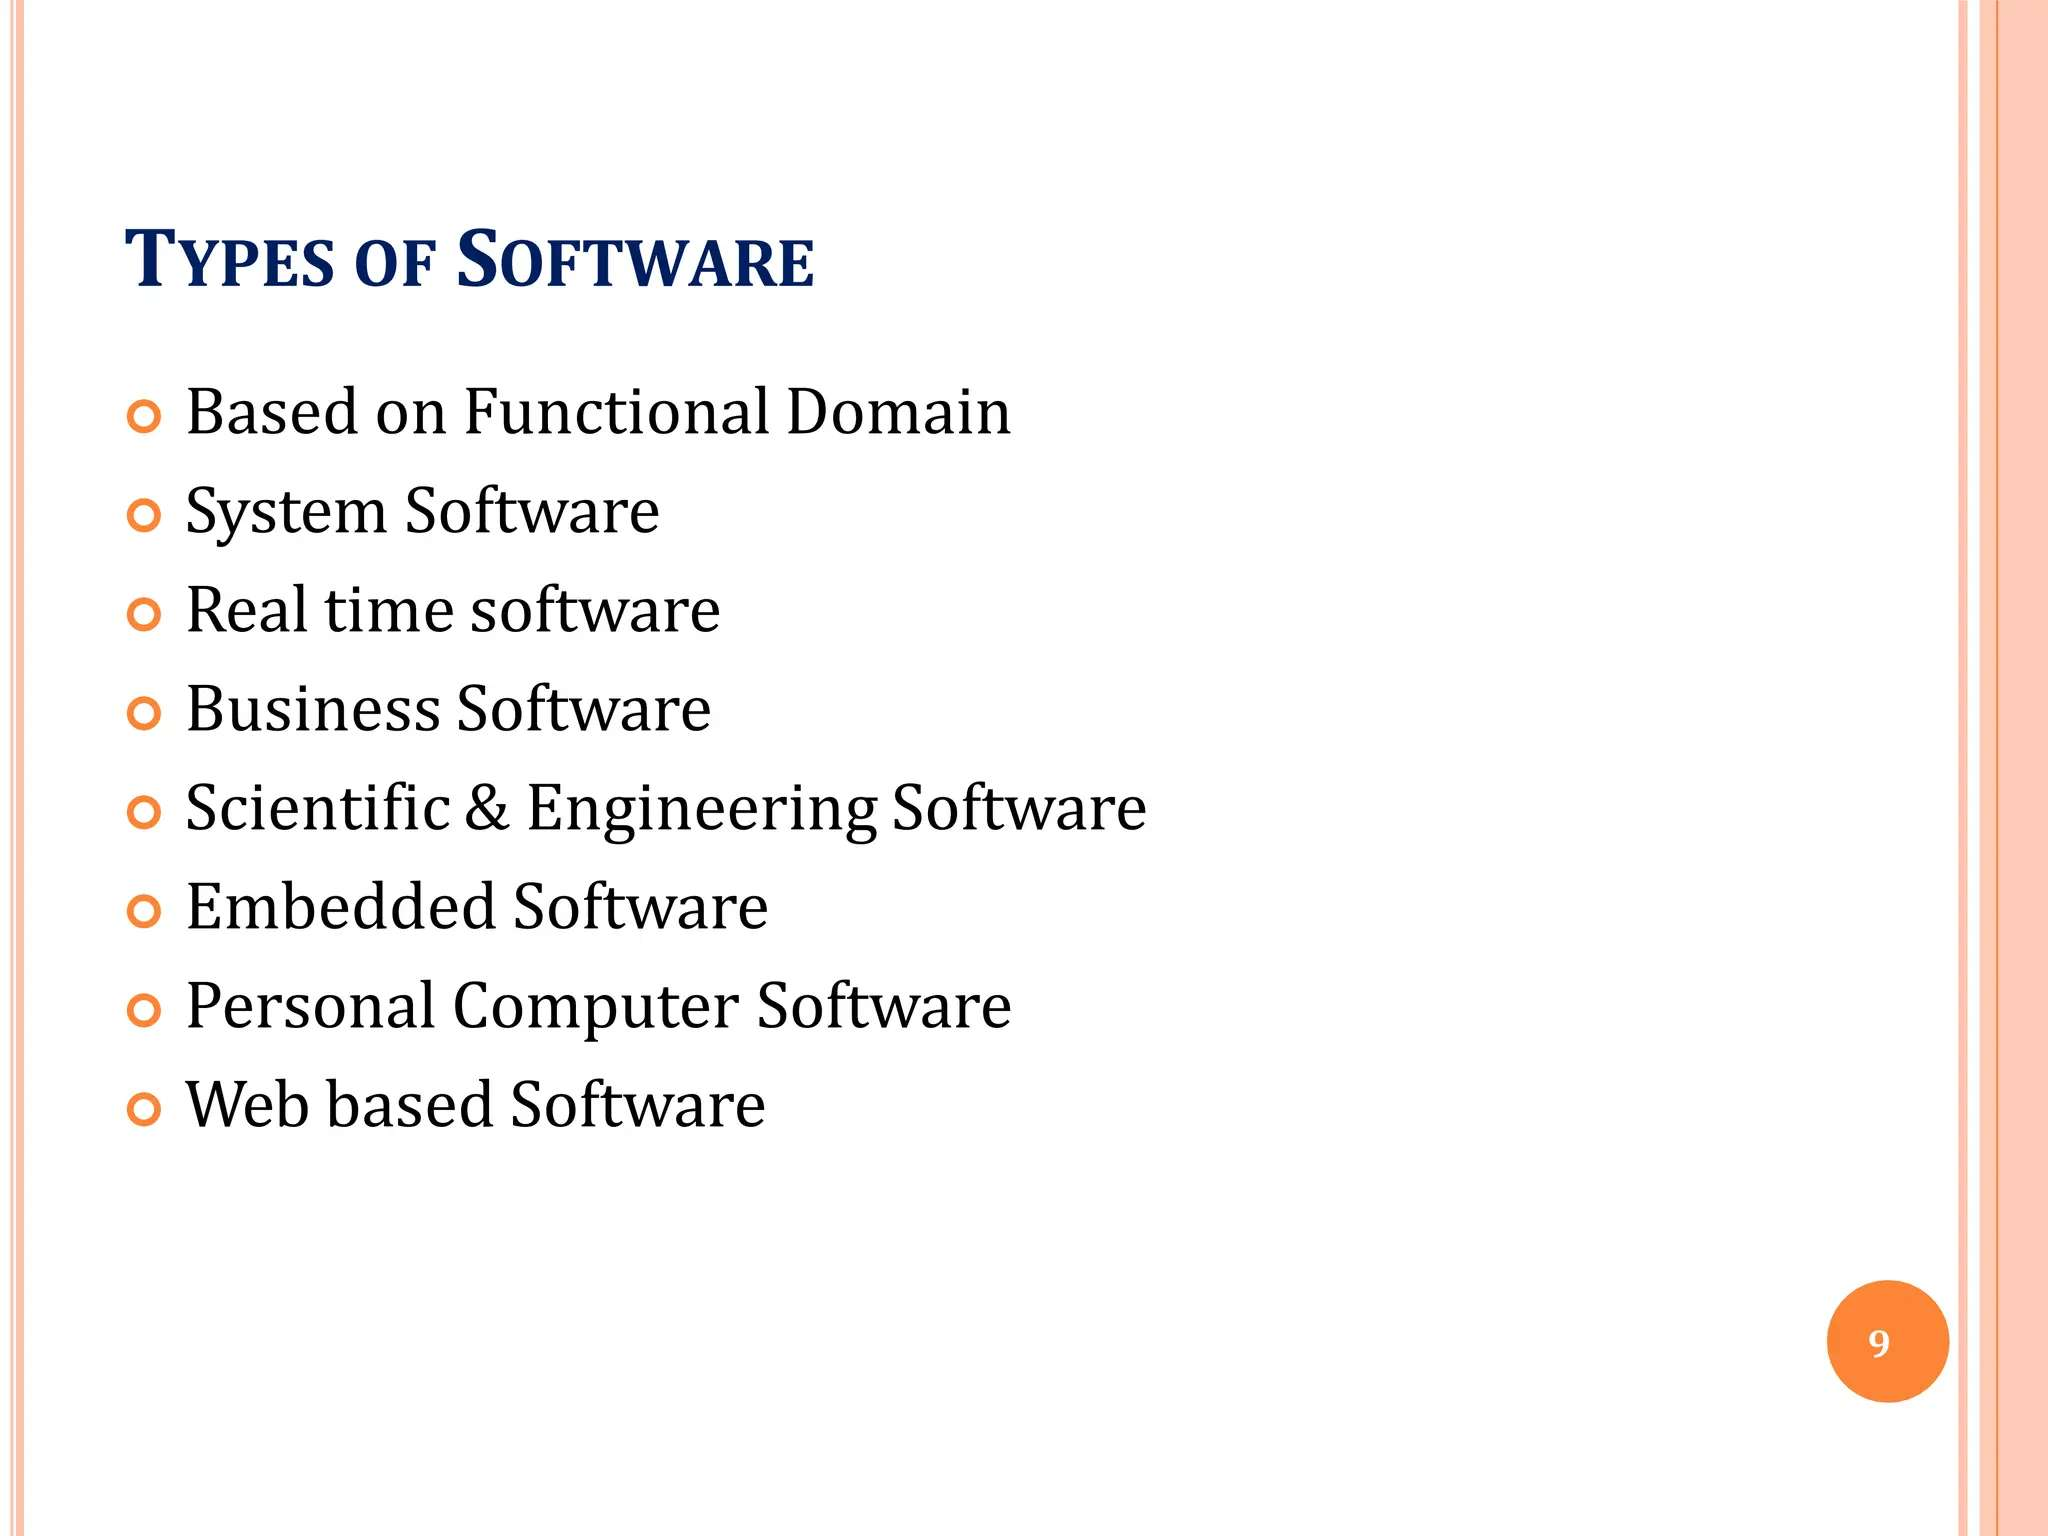 TYPES OF SOFTWARE
Based on Functional Domain
System Software
Real time software
Business Software
Scientific & Engineering Software
Embedded Software
Personal Computer Software
Web based Software
9